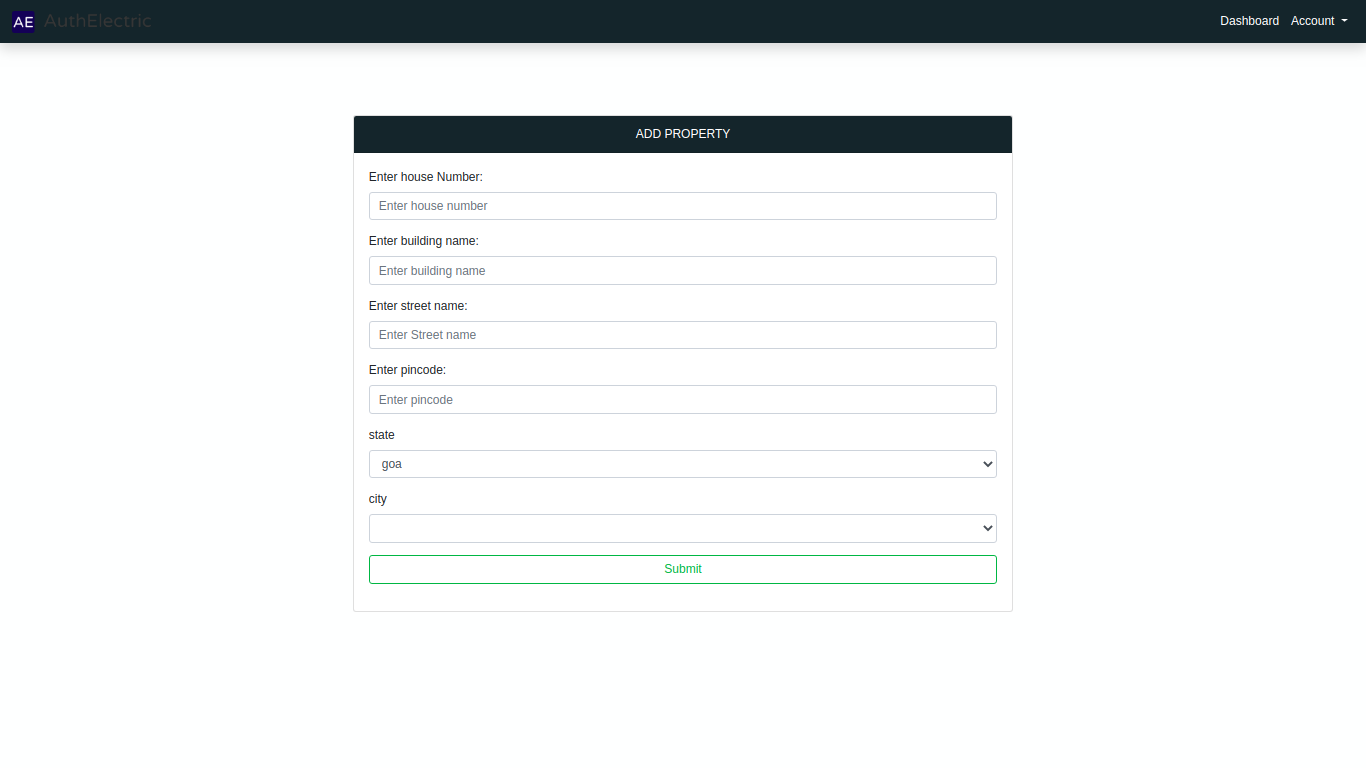 AE AuthElectric Dashboard Account
ADD PROPERTY
Enter house Number:
Enter house number
Enter building name:
Enter building name
Enter street name:
Enter Street name
Enter pincode:
Enter pincode
state
goa
city
Submit